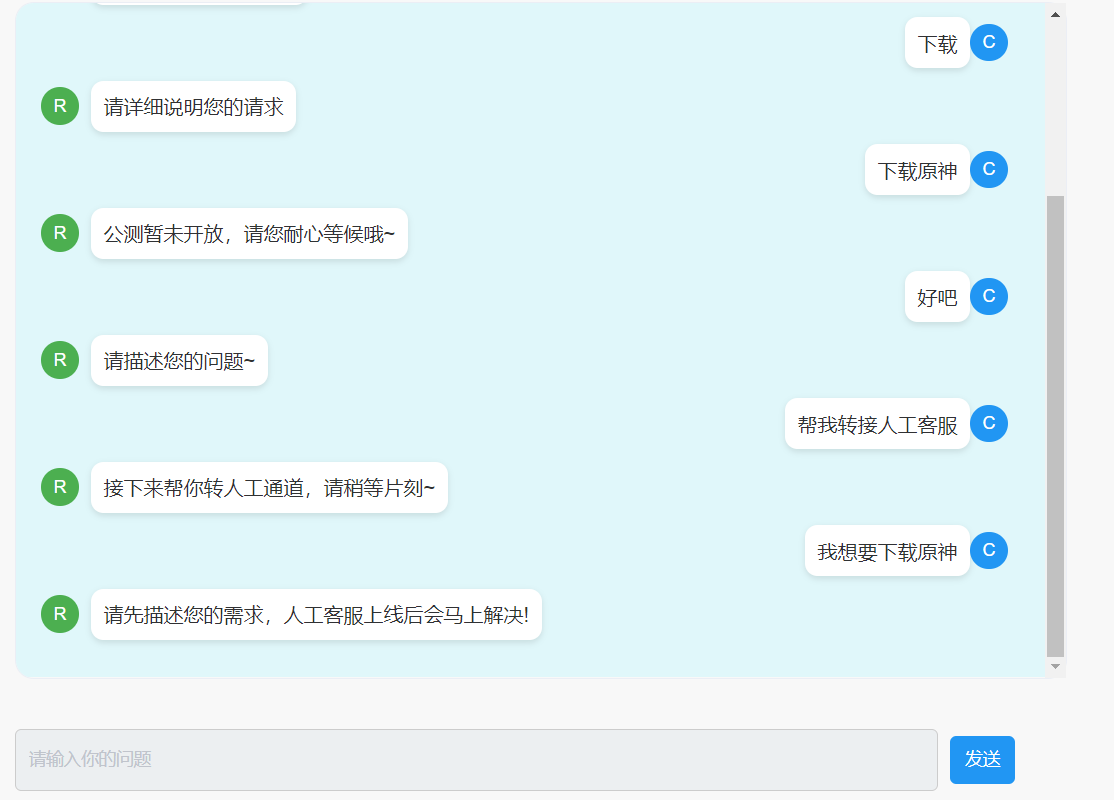 下载
C
R
请详细说明您的请求
下载原神
C
R
公测暂未开放，请您耐心等候哦~
好吧
C
R
请描述您的问题~
帮我转接人工客服
C
R
接下来帮你转人工通道，请稍等片刻~
我想要下载原神
C
R
请先描述您的需求，人工客服上线后会马上解决!
请输入你的问题
发送